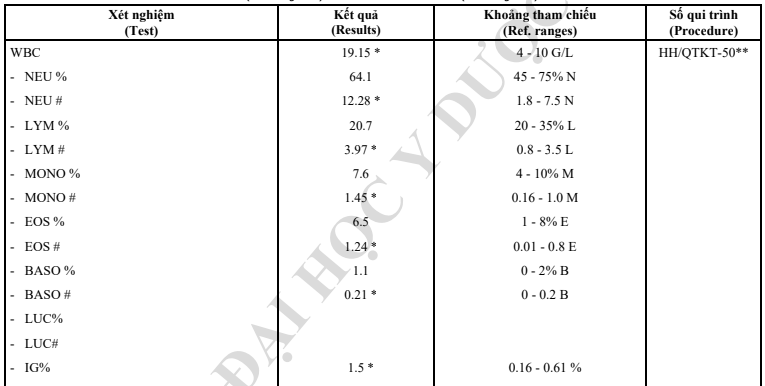 Xét nghiệm Kết quả Khoảng tham chiếu Số qui trình
(Test) (Results) (Ref. ranges) (Procedure)
WBC 19.15 * 4 - 10 G/L HH/QTKT-50**
- NEU % 64.1 45 - 75% N
- NEU # 12.28 * 1.8 - 7.5 N
- LYM % 20.7 20 - 35% L
- LYM # 3.97 * 0.8 - 3.5 L
- MONO % 7.6 4 - 10% M
- MONO # 1.45 * 0.16 - 1.0 M
- EOS % 6.5 1 - 8% E
- EOS # 1.24 * 0.01 - 0.8 E
- BASO % 1.1 0 - 2% B
- BASO # 0.21 * 0 - 0.2 B
- LUC%
- LUC#
- IG% 1.5 * 0.16 - 0.61 %
ĐẠI HỌC Y DƯỢC